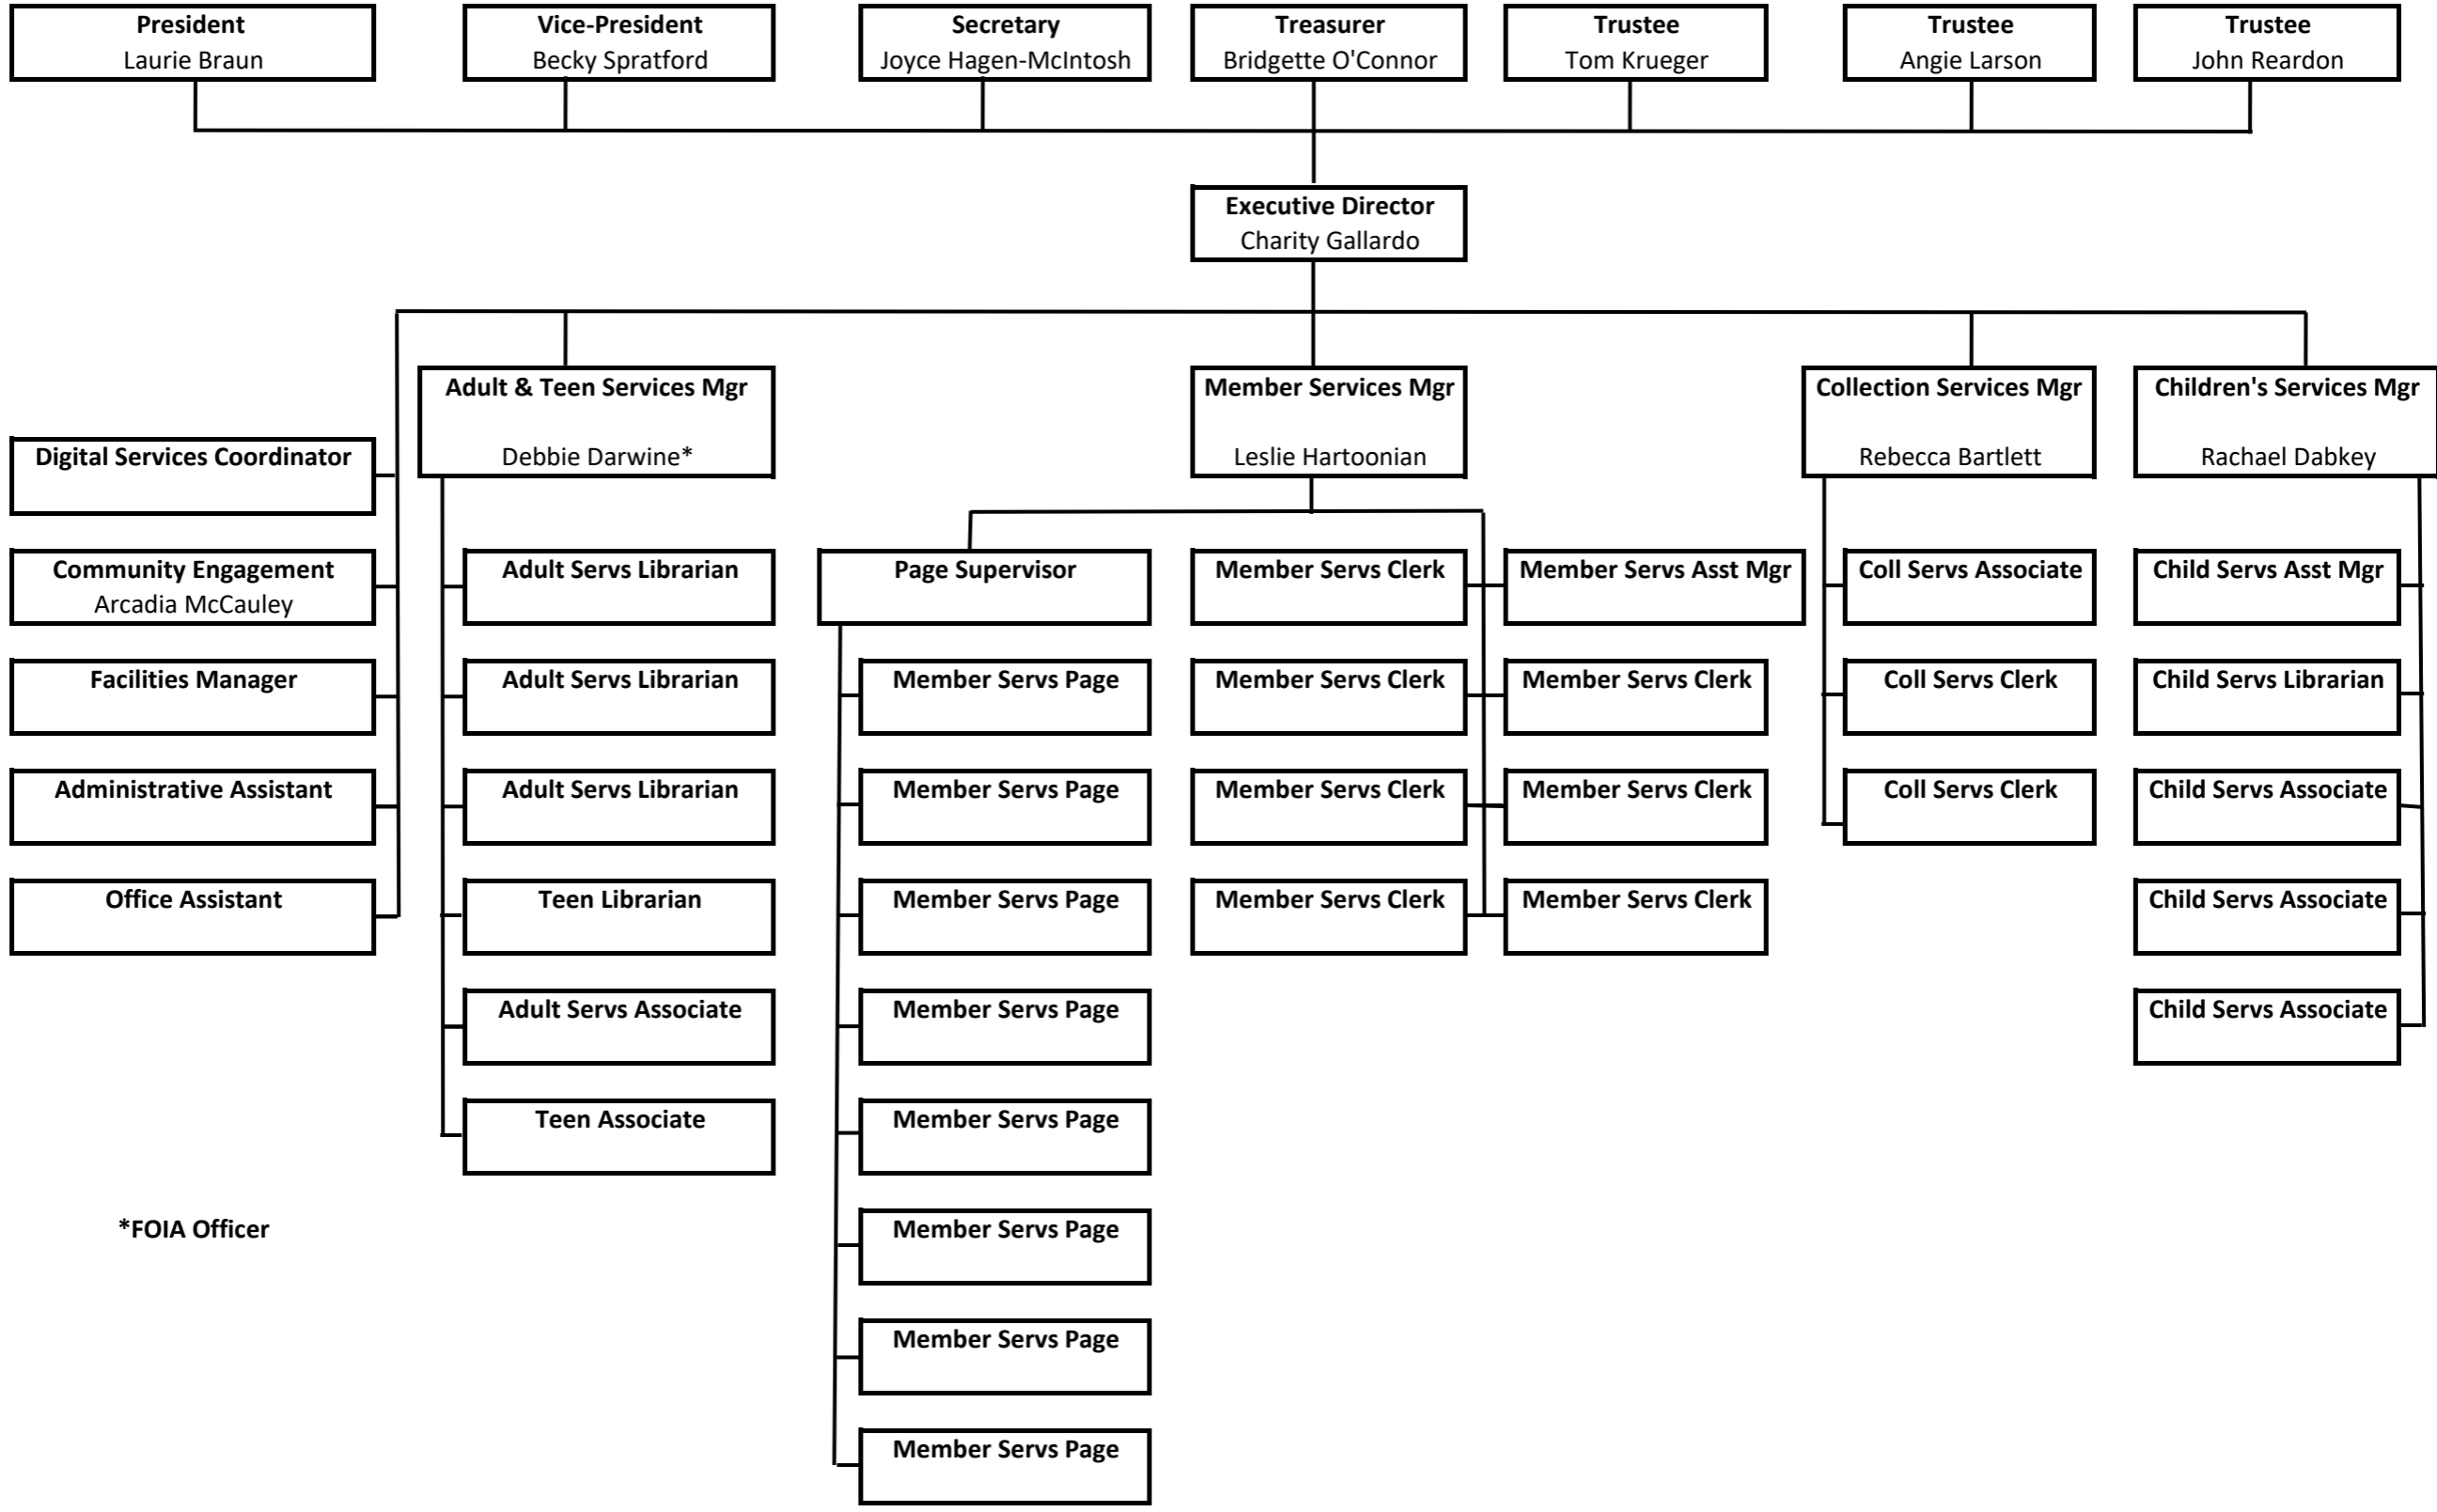 President
Laurie Braun
Vice-President
Becky Spratford
Secretary
Joyce Hagen-McIntosh
Treasurer
Bridgette O'Connor
Trustee
Tom Krueger
Trustee
Angie Larson
Trustee
John Reardon
Executive Director
Charity Gallardo
Digital Services Coordinator
Community Engagement
Arcadia McCauley
Facilities Manager
Administrative Assistant
Office Assistant
Adult & Teen Services Mgr
Debbie Darwine*
Adult Servs Librarian
Adult Servs Librarian
Adult Servs Librarian
Teen Librarian
Adult Servs Associate
Teen Associate
Member Services Mgr
Leslie Hartoonian
Page Supervisor
Member Servs Page
Member Servs Page
Member Servs Page
Member Servs Page
Member Servs Page
Member Servs Page
Member Servs Page
Member Servs Page
Member Servs Clerk
Member Servs Clerk
Member Servs Clerk
Member Servs Clerk
Member Servs Asst Mgr
Member Servs Clerk
Member Servs Clerk
Member Servs Clerk
Collection Services Mgr
Rebecca Bartlett
Coll Servs Associate
Coll Servs Clerk
Coll Servs Clerk
Children's Services Mgr
Rachael Dabkey
Child Servs Asst Mgr
Child Servs Librarian
Child Servs Associate
Child Servs Associate
Child Servs Associate
*FOIA Officer